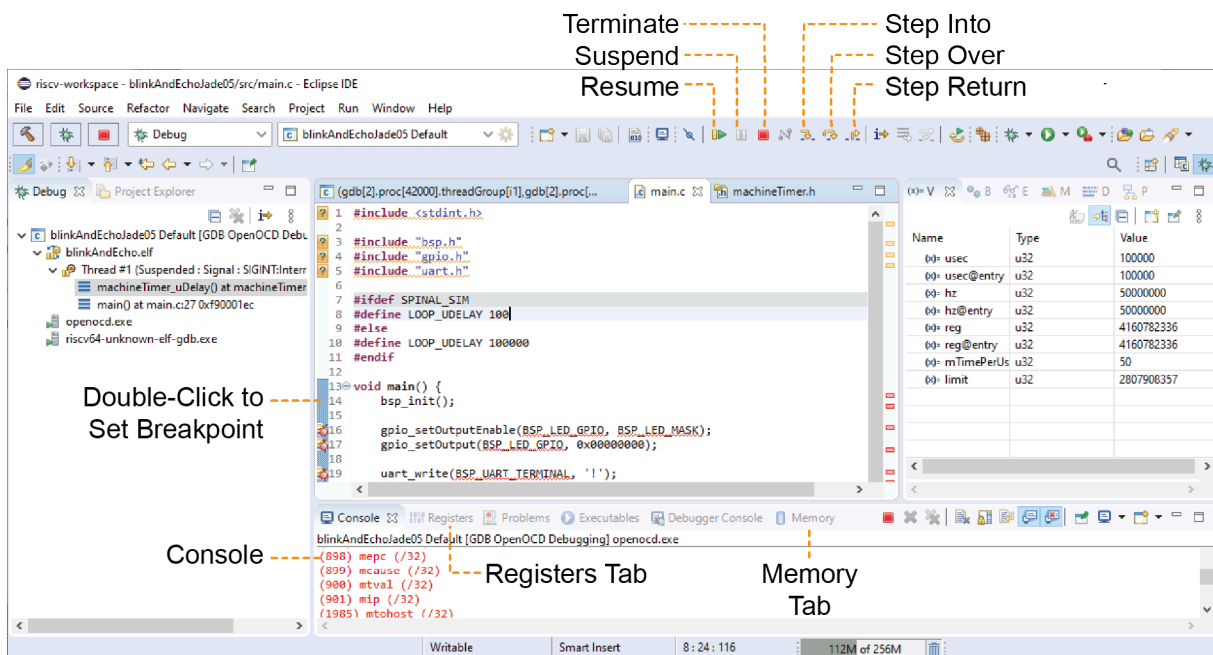 Terminate
Suspend
Resume
Step Into
Step Over
Step Return
riscv-workspace - blinkAndEchoJade05/src/main.c - Eclipse IDE
File Edit Source Refactor Navigate Search Project Run Window Help
Debug
blinkAndEchoJade05 Default
Debug
Project Explorer
blinkAndEchoJade05 Default [GDB OpenOCD Debu
blinkAndEcho.elf
Thread #1 (Suspended : Signal : SIGINT:Interr
machineTimer_uDelay() at machineTimer
main() at main.c:27 0xf90001ec
openocd.exe
riscv64-unknown-elf-gdb.exe
Double-Click to
Set Breakpoint
(gdb[2].proc[42000].threadGroup[i1],gdb[2].proc[...
main.c
machineTimer.h
1 #include <stdint.h>
2
3 #include "bsp.h"
4 #include "gpio.h"
5 #include "uart.h"
6
7 #ifdef SPINAL_SIM
8 #define LOOP_UDELAY 100
9 #else
10 #define LOOP_UDELAY 100000
11 #endif
12
13 void main() {
14 bsp_init();
15
16 gpio_setOutputEnable(BSP_LED_GPIO, BSP_LED_MASK);
17 gpio_setOutput(BSP_LED_GPIO, 0x00000000);
18
19 uart_write(BSP_UART_TERMINAL, '!');
(x)= V B E M D P
Name Type Value
(x)= usec u32 100000
(x)= usec@entry u32 100000
(x)= hz u32 50000000
(x)= hz@entry u32 50000000
(x)= reg u32 4160782336
(x)= reg@entry u32 4160782336
(x)= mTimePerUs u32 50
(x)= limit u32 2807908357
Console Registers Problems Executables Debugger Console Memory
blinkAndEchoJade05 Default [GDB OpenOCD Debugging] openocd.exe
(898) mepc (/32)
(899) mcause (/32)
(900) mtval (/32)
(901) mip (/32)
(1985) mtohost (/32)
Console
Registers Tab
Memory
Tab
Writable Smart Insert 8 : 24 : 116 112M of 256M